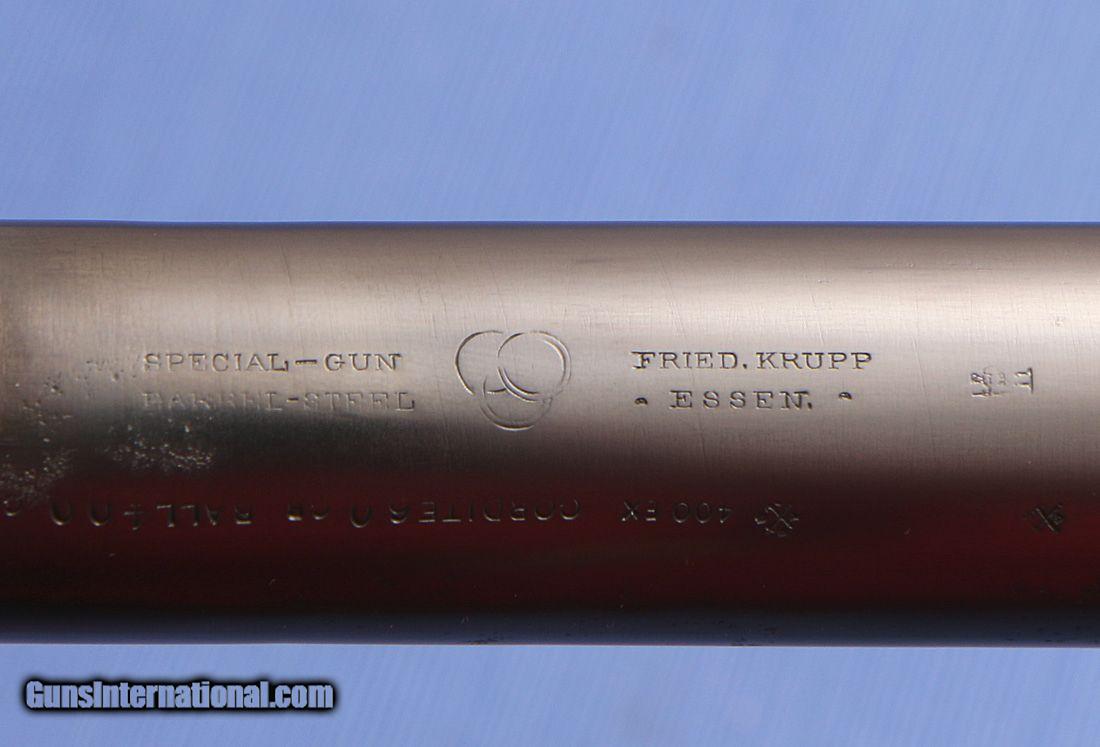 SPECIAL-GUN
BARREL-STEEL
FRIED. KRUPP
· ESSEN. ·
400 EX CORDITE 60 GR BALL 400
GunsInternational.com